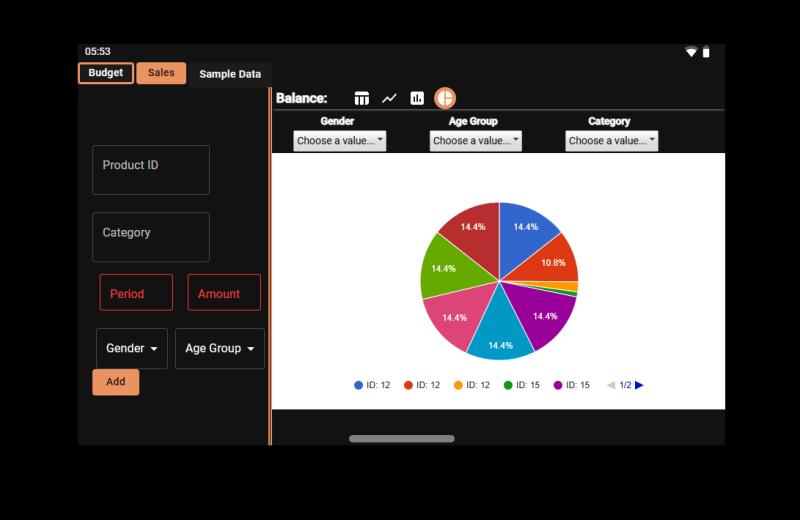 05:53
Budget Sales Sample Data
Balance:
Gender Age Group Category
Choose a value... Choose a value... Choose a value...
Product ID
Category
Period Amount
Gender Age Group
Add
14.4% 14.4%
10.8%
14.4%
14.4% 14.4%
14.4%
ID: 12 ID: 12 ID: 12 ID: 15 ID: 15 1/2